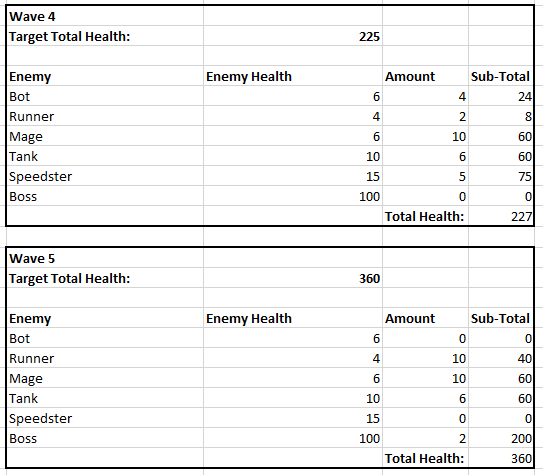 Wave 4
Target Total Health: 225
Enemy Enemy Health Amount Sub-Total
Bot 6 4 24
Runner 4 2 8
Mage 6 10 60
Tank 10 6 60
Speedster 15 5 75
Boss 100 0 0
Total Health: 227
Wave 5
Target Total Health: 360
Enemy Enemy Health Amount Sub-Total
Bot 6 0 0
Runner 4 10 40
Mage 6 10 60
Tank 10 6 60
Speedster 15 0 0
Boss 100 2 200
Total Health: 360